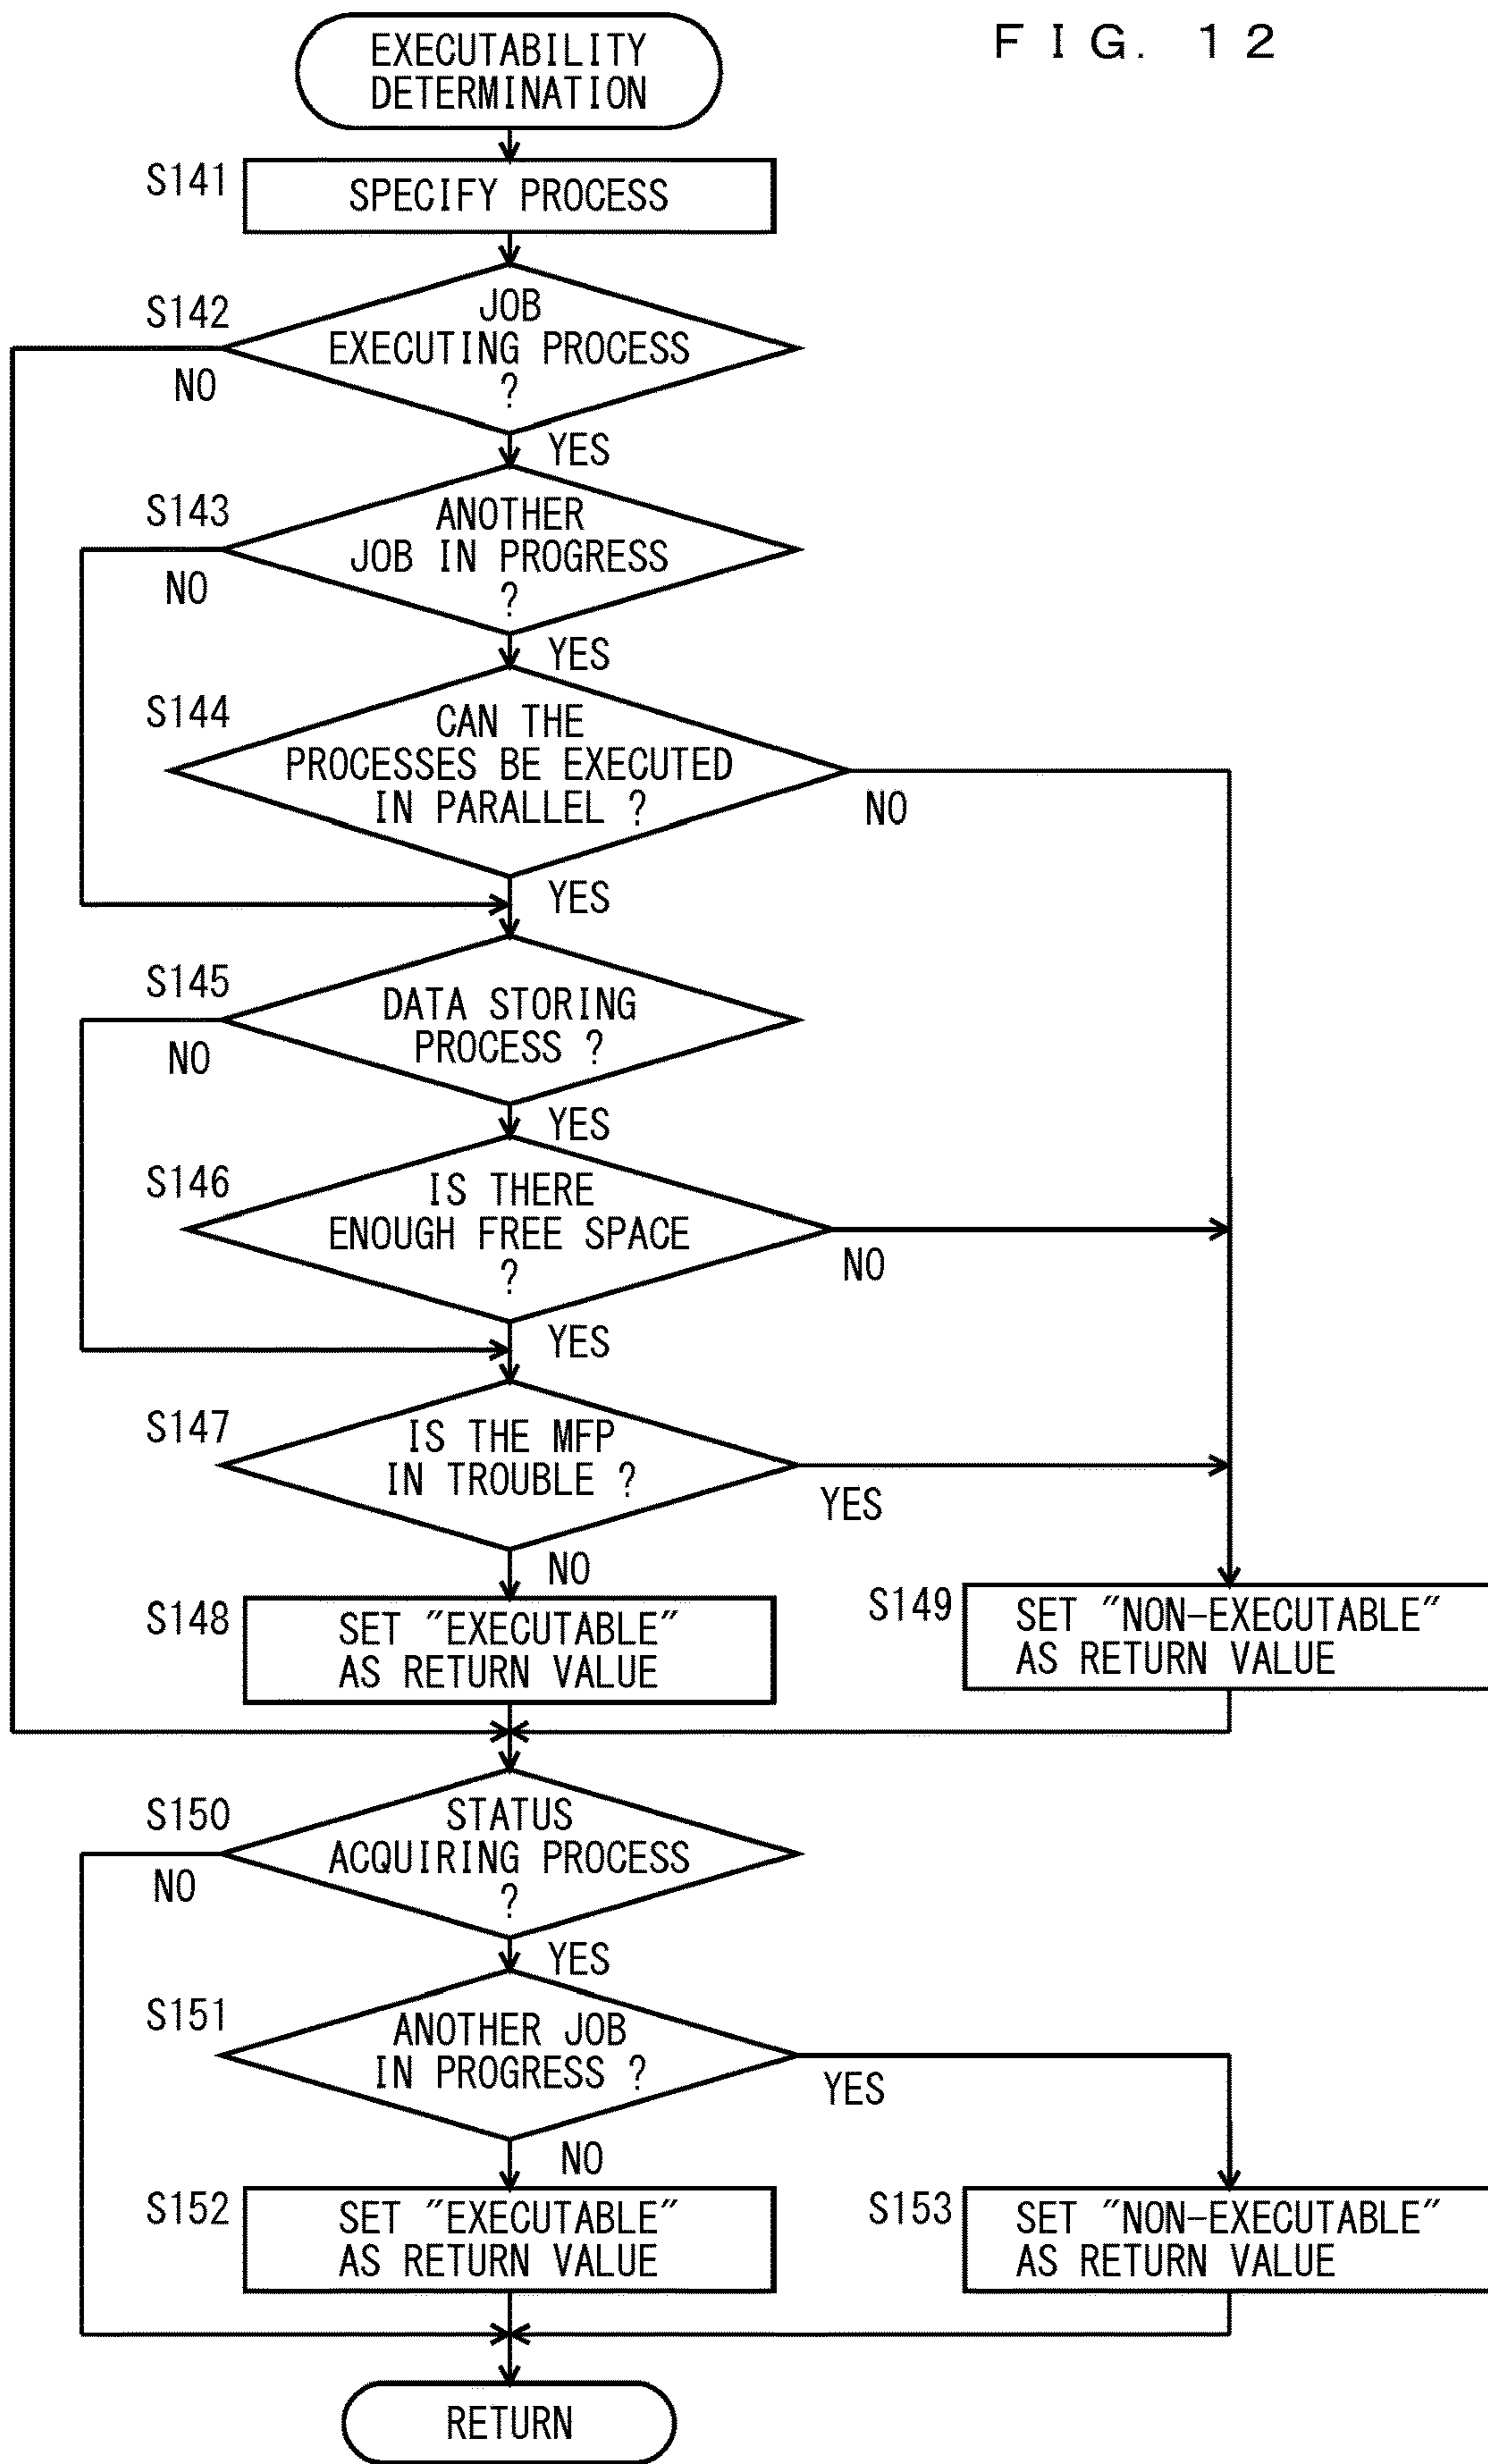 FIG. 12
EXECUTABILITY
DETERMINATION
S141
SPECIFY PROCESS
S142
JOB
EXECUTING PROCESS
?
NO
YES
S143
ANOTHER
JOB IN PROGRESS
?
NO
YES
S144
CAN THE
PROCESSES BE EXECUTED
IN PARALLEL ?
NO
YES
S145
DATA STORING
PROCESS ?
NO
YES
S146
IS THERE
ENOUGH FREE SPACE
?
NO
YES
S147
IS THE MFP
IN TROUBLE ?
YES
NO
S148
SET "EXECUTABLE"
AS RETURN VALUE
S149
SET "NON-EXECUTABLE"
AS RETURN VALUE
S150
STATUS
ACQUIRING PROCESS
?
NO
YES
S151
ANOTHER JOB
IN PROGRESS ?
YES
NO
S152
SET "EXECUTABLE"
AS RETURN VALUE
S153
SET "NON-EXECUTABLE"
AS RETURN VALUE
RETURN